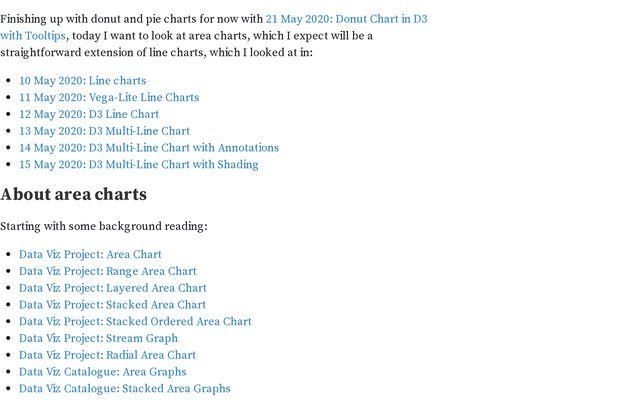 Finishing up with donut and pie charts for now with 21 May 2020: Donut Chart in D3
with Tooltips, today I want to look at area charts, which I expect will be a
straightforward extension of line charts, which I looked at in:
• 10 May 2020: Line charts
• 11 May 2020: Vega-Lite Line Charts
• 12 May 2020: D3 Line Chart
• 13 May 2020: D3 Multi-Line Chart
• 14 May 2020: D3 Multi-Line Chart with Annotations
• 15 May 2020: D3 Multi-Line Chart with Shading
About area charts
Starting with some background reading:
• Data Viz Project: Area Chart
• Data Viz Project: Range Area Chart
• Data Viz Project: Layered Area Chart
• Data Viz Project: Stacked Area Chart
• Data Viz Project: Stacked Ordered Area Chart
• Data Viz Project: Stream Graph
• Data Viz Project: Radial Area Chart
• Data Viz Catalogue: Area Graphs
• Data Viz Catalogue: Stacked Area Graphs